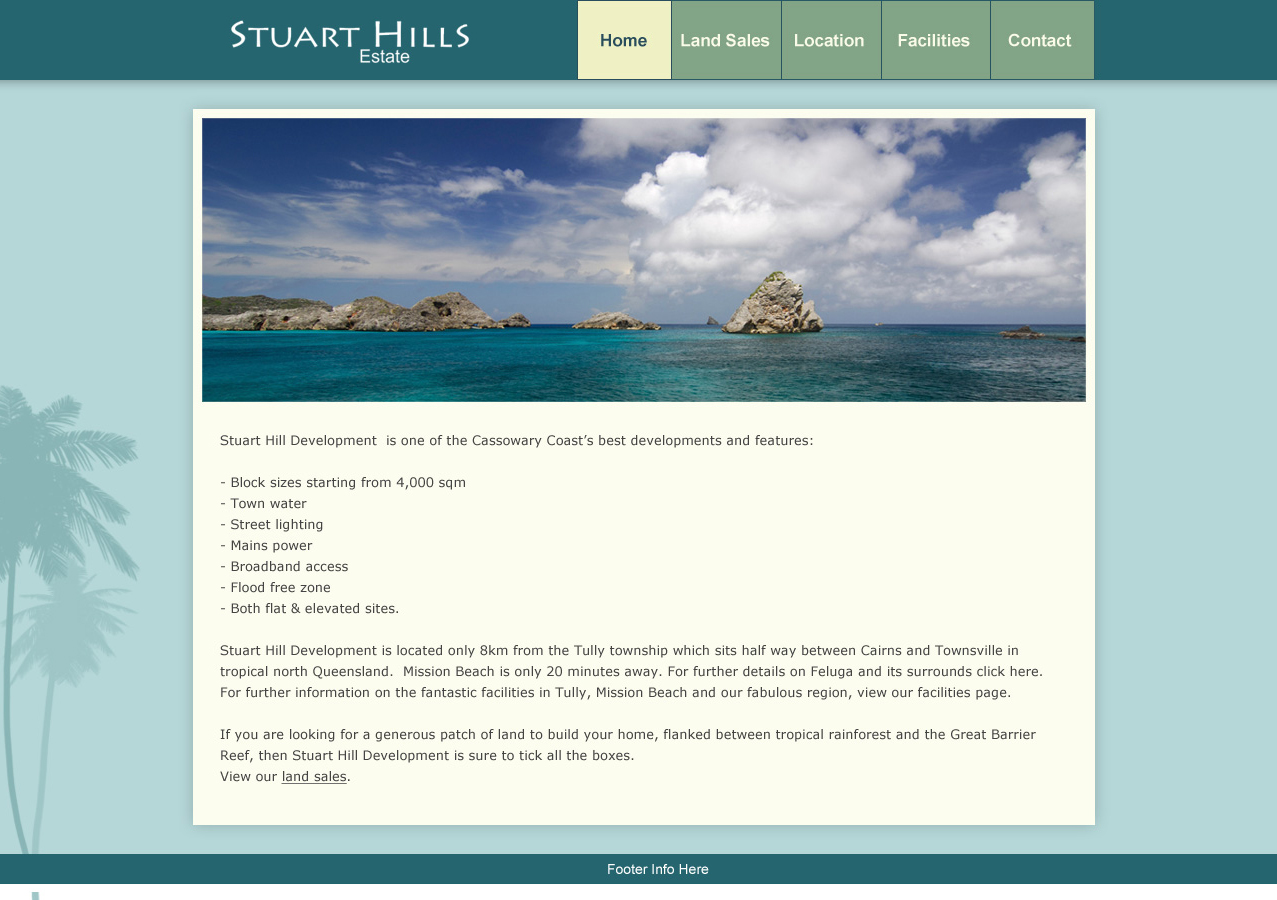 STUART HILLS
Estate
Home
Land Sales
Location
Facilities
Contact
Stuart Hill Development  is one of the Cassowary Coast’s best developments and features:
- Block sizes starting from 4,000 sqm
- Town water
- Street lighting
- Mains power
- Broadband access
- Flood free zone
- Both flat & elevated sites.
Stuart Hill Development is located only 8km from the Tully township which sits half way between Cairns and Townsville in
tropical north Queensland.  Mission Beach is only 20 minutes away. For further details on Feluga and its surrounds click here.
For further information on the fantastic facilities in Tully, Mission Beach and our fabulous region, view our facilities page.
If you are looking for a generous patch of land to build your home, flanked between tropical rainforest and the Great Barrier
Reef, then Stuart Hill Development is sure to tick all the boxes.
View our land sales.
Footer Info Here